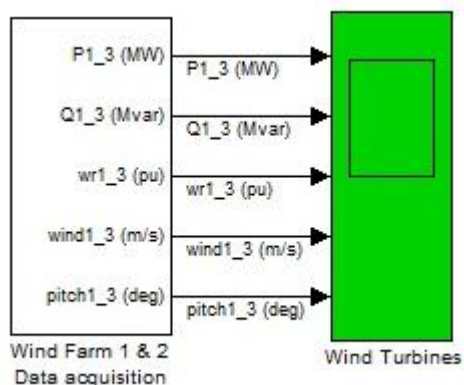 P1_3 (MW)
P1_3 (MW)
Q1_3 (Mvar)
Q1_3 (Mvar)
wr1_3 (pu)
wr1_3 (pu)
wind1_3 (m/s)
wind1_3 (m/s)
pitch1_3 (deg)
pitch1_3 (deg)
Wind Farm 1 & 2
Data acquisition
Wind Turbines